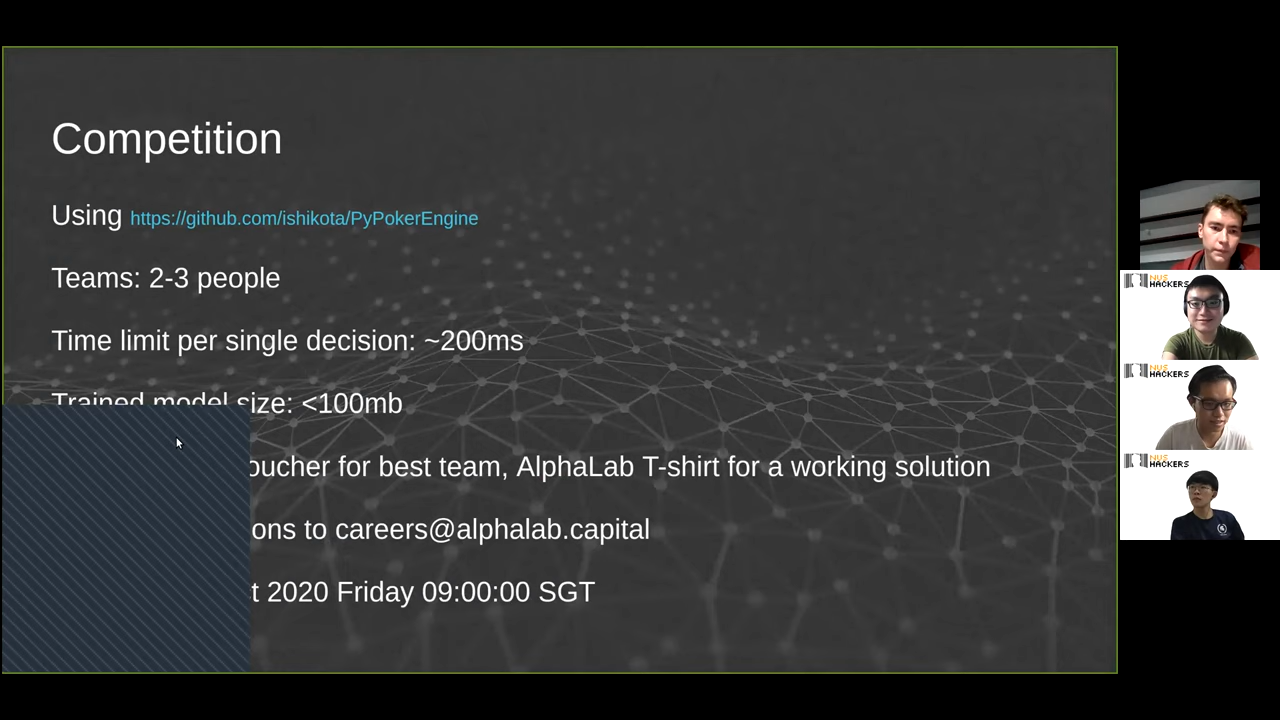 Competition
Using https://github.com/ishikota/PyPokerEngine
Teams: 2-3 people
Time limit per single decision: ~200ms
Trained model size: <100mb
oucher for best team, AlphaLab T-shirt for a working solution
ons to careers@alphalab.capital
t 2020 Friday 09:00:00 SGT
NUS
HACKERS
NUS
HACKERS
NUS
HACKERS